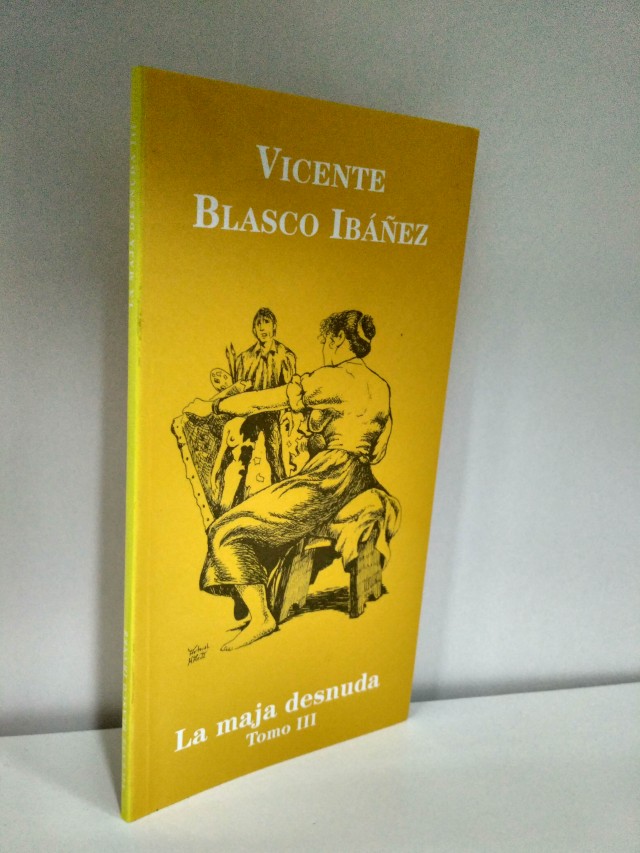 VICENTE
BLASCO IBÁÑEZ
La maja desnuda
Tomo III